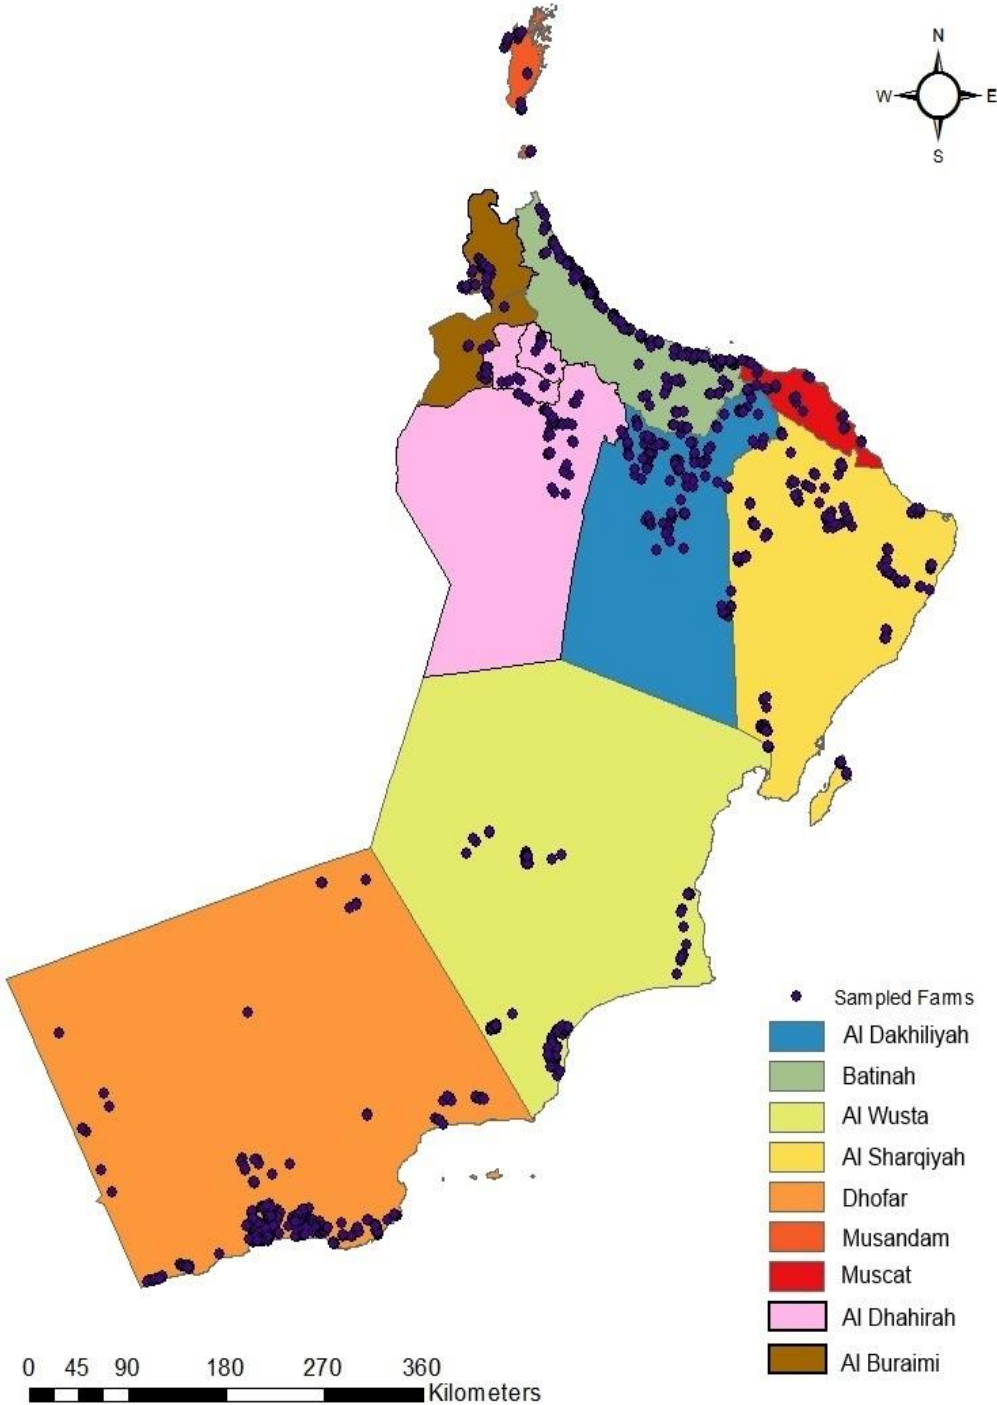 N
W E
S
Sampled Farms
Al Dakhiliyah
Batinah
Al Wusta
Al Sharqiyah
Dhofar
Musandam
Muscat
Al Dhahirah
Al Buraimi
0 45 90 180 270 360
Kilometers